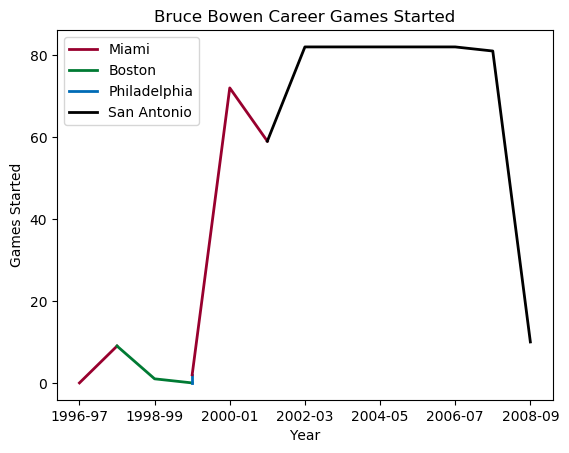 Bruce Bowen Career Games Started
Miami
Boston
Philadelphia
San Antonio
80
60
40
20
0
Games Started
1996-97 1998-99 2000-01 2002-03 2004-05 2006-07 2008-09
Year